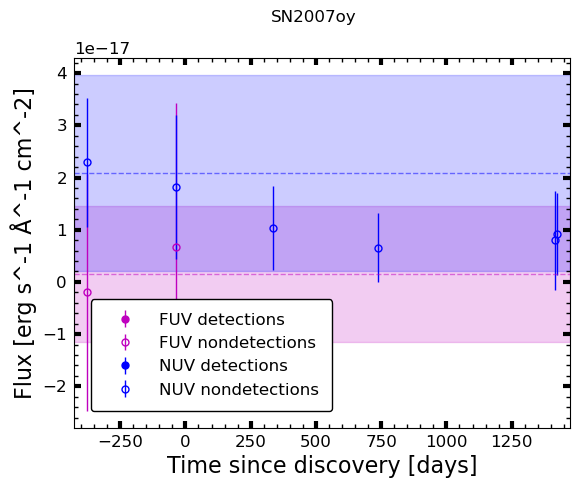 SN2007oy
1e−17
4
3
2
1
0
−1
−2
Flux [erg s^-1 Å^-1 cm^-2]
FUV detections
FUV nondetections
NUV detections
NUV nondetections
−250 0 250 500 750 1000 1250
Time since discovery [days]